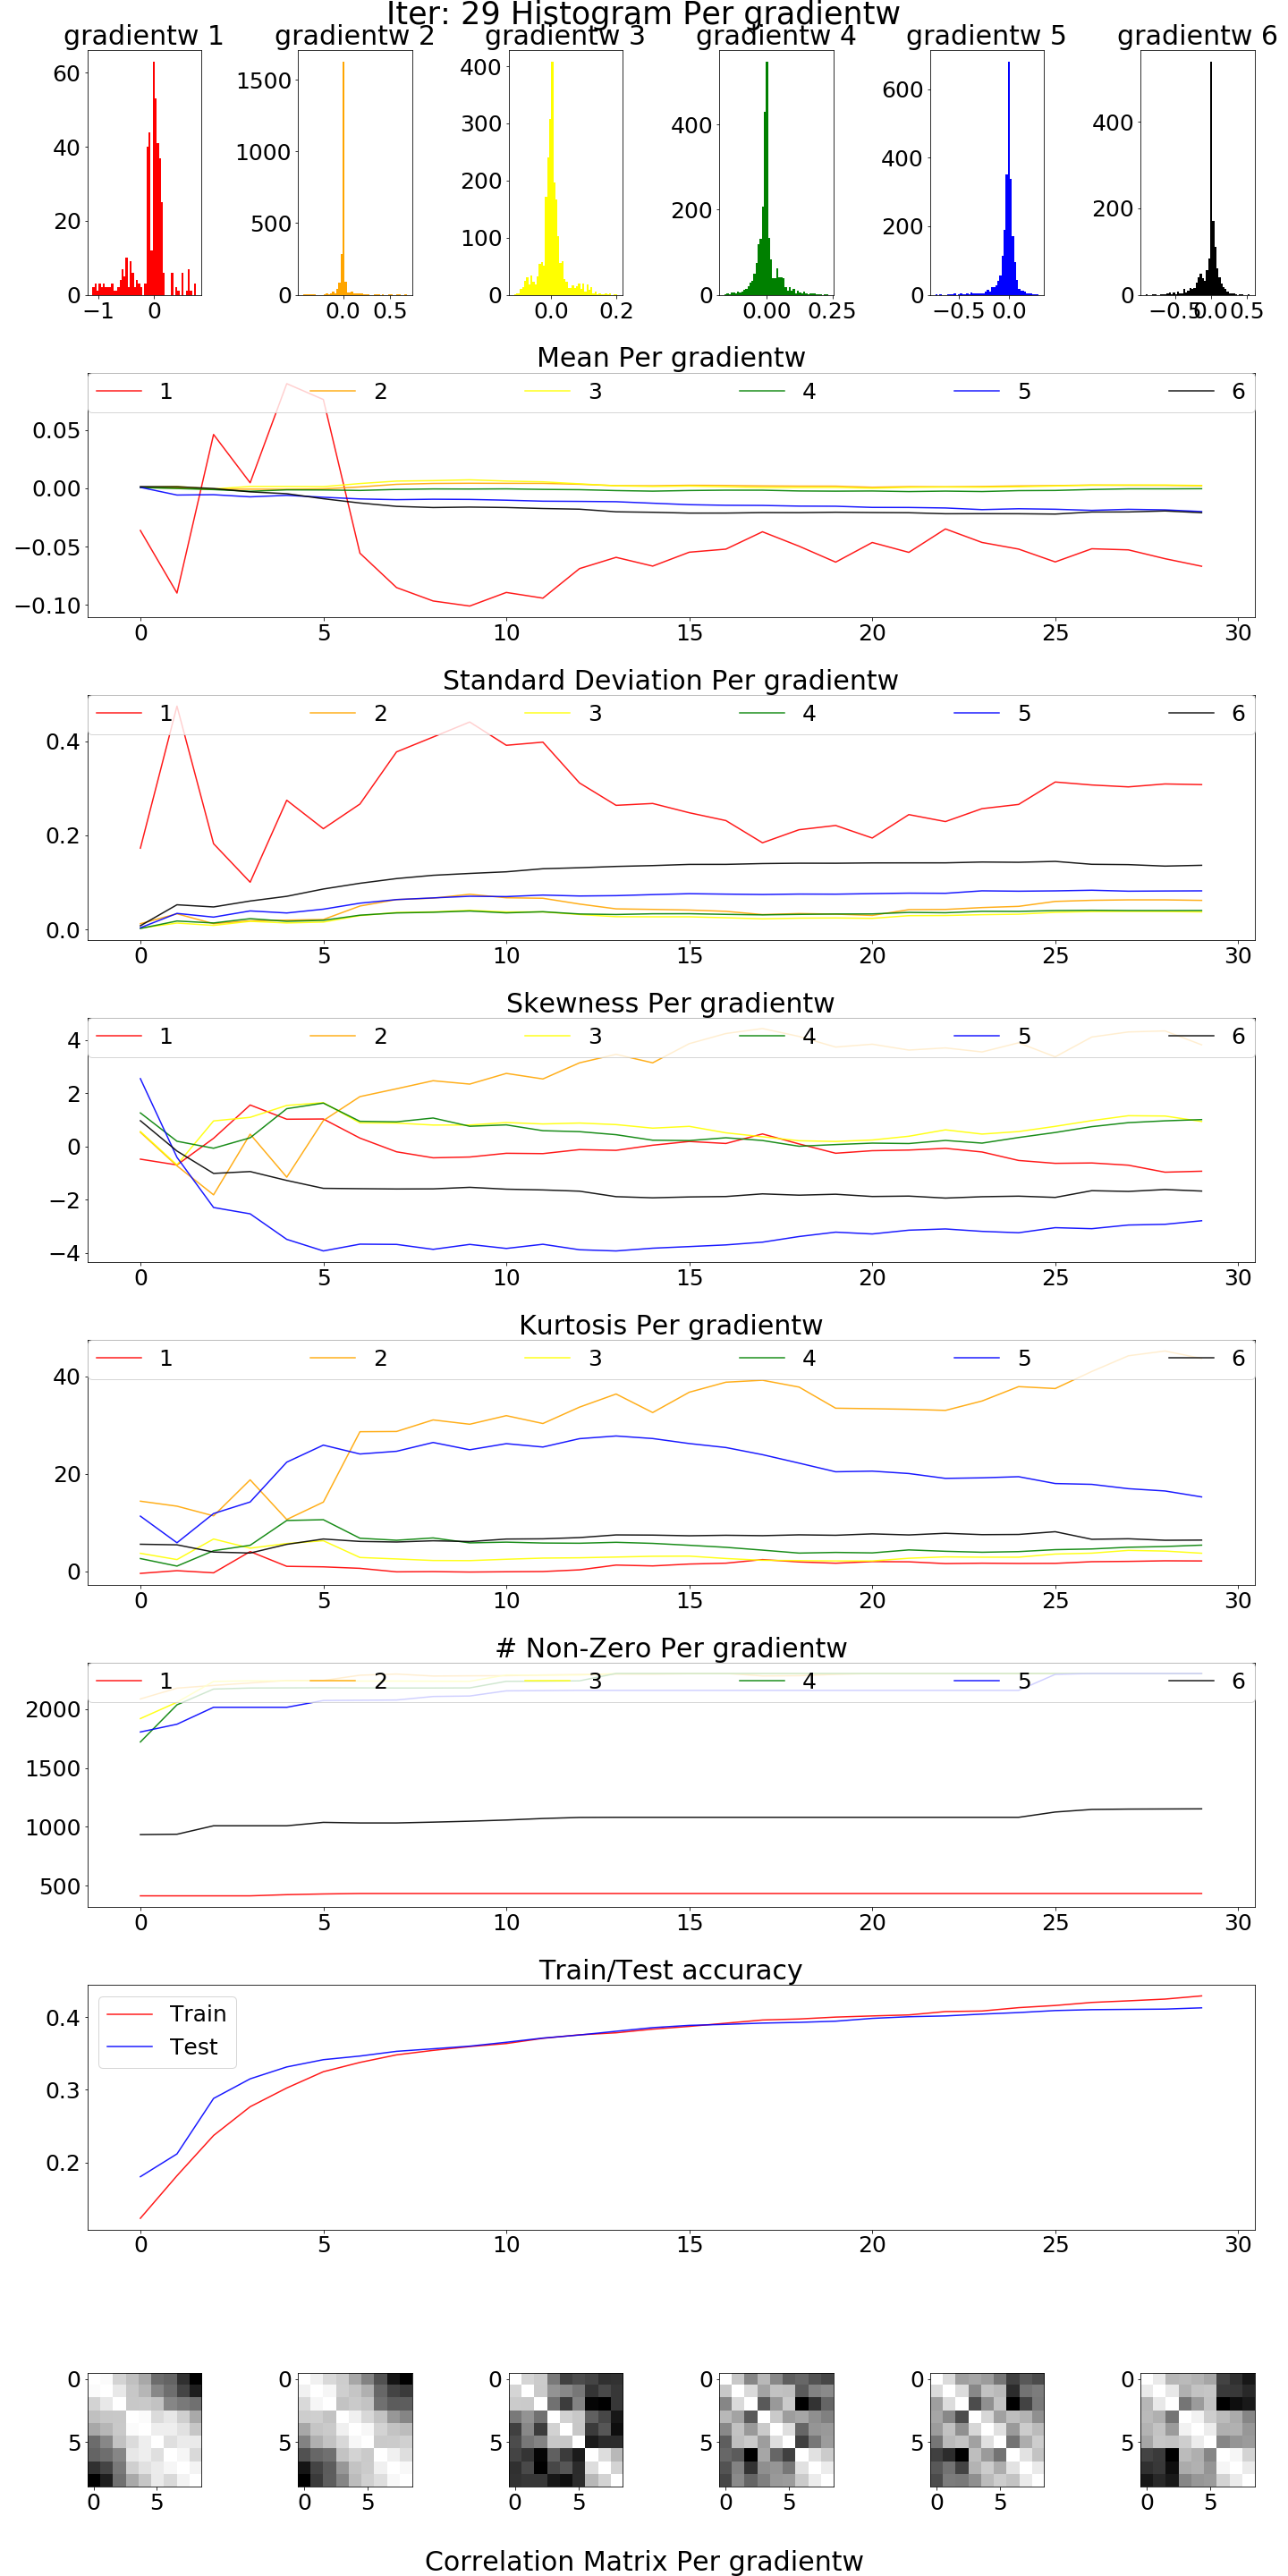 Iter: 29 Histogram Per gradientw
gradientw 1 gradientw 2 gradientw 3 gradientw 4 gradientw 5 gradientw 6
60 40 20 0
−1 0
1500 1000 500 0
0.0 0.5
400 300 200 100 0
0.0 0.2
400 200 0
0.00 0.25
600 400 200 0
−0.5 0.0
400 200 0
−0.5 0.0 0.5
Mean Per gradientw
1 2 3 4 5 6
0.05
0.00
−0.05
−0.10
0 5 10 15 20 25 30
Standard Deviation Per gradientw
1 2 3 4 5 6
0.4
0.2
0.0
0 5 10 15 20 25 30
Skewness Per gradientw
1 2 3 4 5 6
4
2
0
−2
−4
0 5 10 15 20 25 30
Kurtosis Per gradientw
1 2 3 4 5 6
40
20
0
0 5 10 15 20 25 30
# Non-Zero Per gradientw
1 2 3 4 5 6
2000
1500
1000
500
0 5 10 15 20 25 30
Train/Test accuracy
Train
Test
0.4
0.3
0.2
0 5 10 15 20 25 30
0 0 0 0 0 0
5 5 5 5 5 5
0 5 0 5 0 5 0 5 0 5 0 5
Correlation Matrix Per gradientw